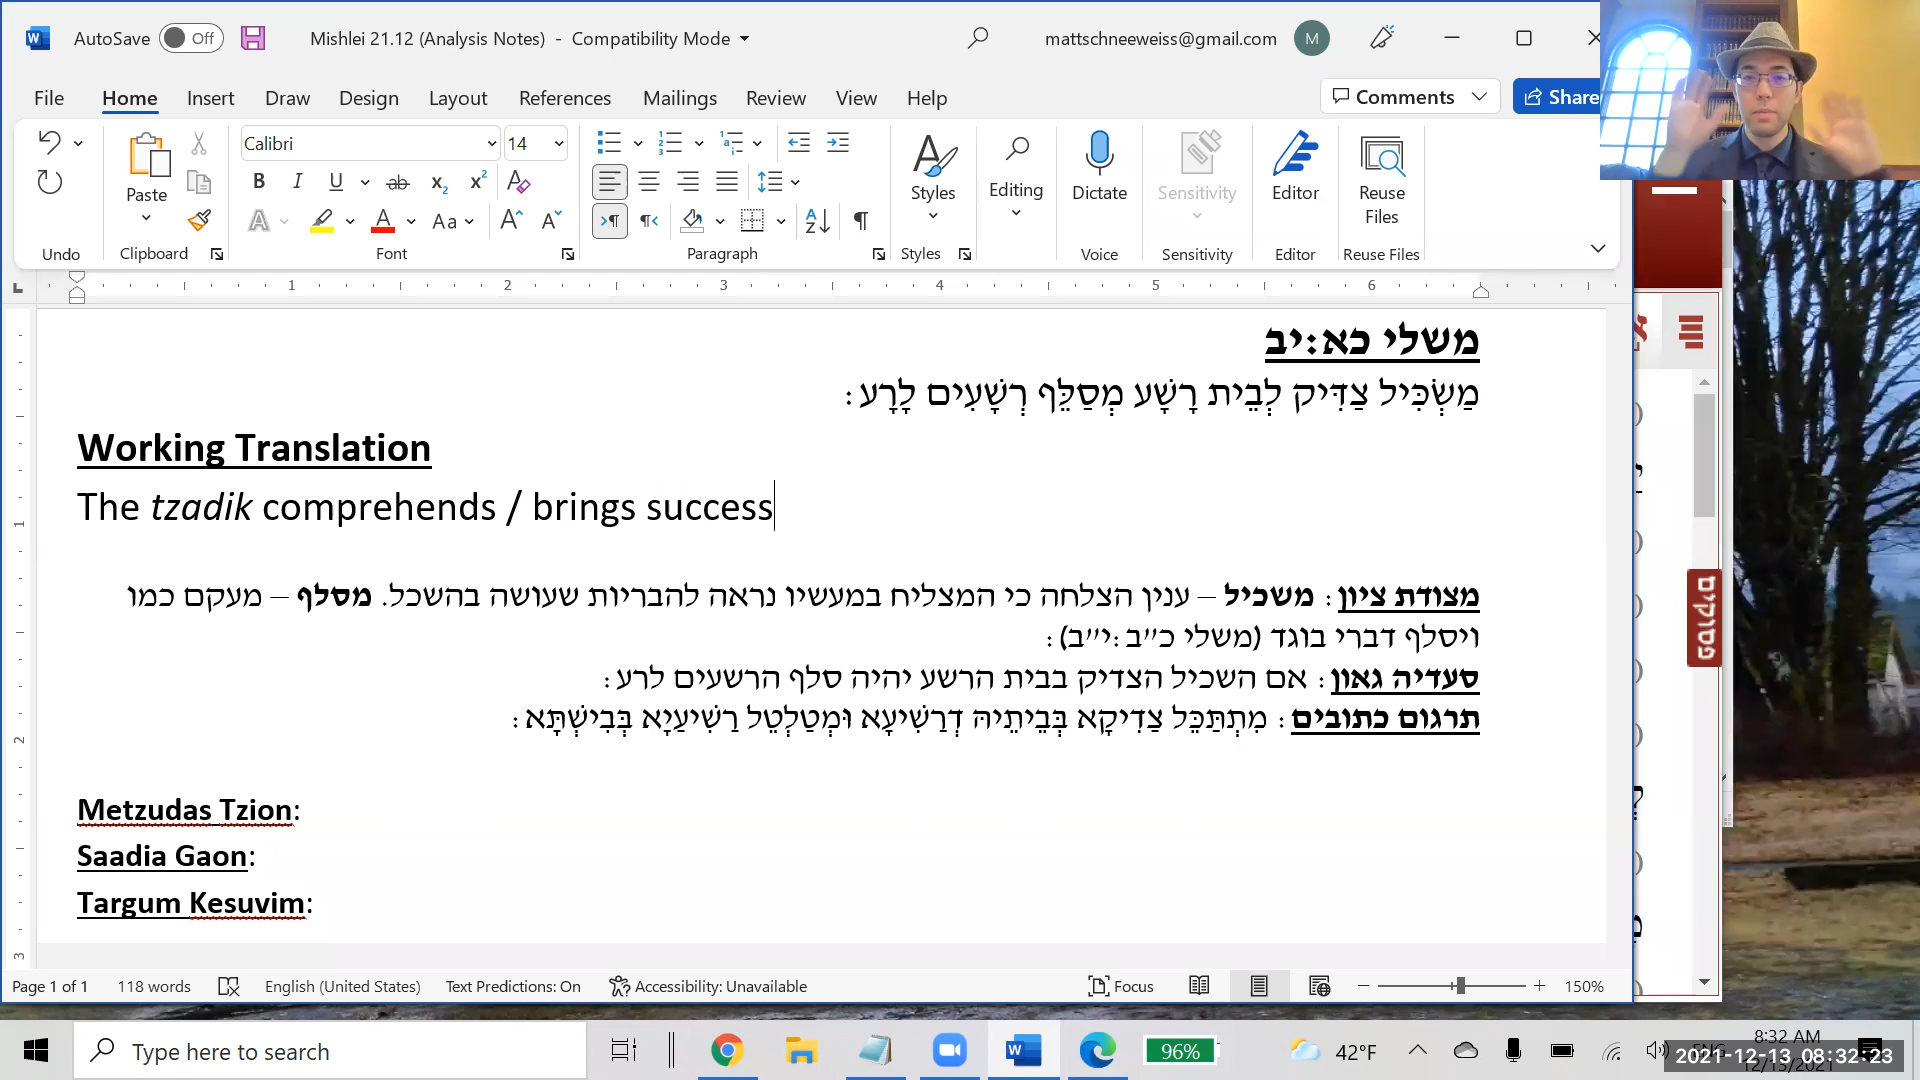 AutoSave Off
Mishlei 21.12 (Analysis Notes) - Compatibility Mode
mattschneeweiss@gmail.com
M
File Home Insert Draw Design Layout References Mailings Review View Help
Comments
Share
Paste
Calibri
14
Styles
Editing
Dictate
Sensitivity
Editor
Reuse
Files
Undo Clipboard Font Paragraph Styles Voice Sensitivity Editor Reuse Files
1 2 3 4 5 6
משלי כא:יב
מַשְׂכִּיל צַדִּיק לְבֵית רָשָׁע מְסַלֵּף רְשָׁעִים לָרָע:
Working Translation
The tzadik comprehends / brings success
מצודת ציון: משכיל – ענין הצלחה כי המצליח במעשיו נראה להבריות שעושה בהשכל. מסלף – מעקם כמו
ויסלף דברי בוגד (משלי כ״ב:י״ב):
סעדיה גאון: אם השכיל הצדיק בבית הרשע יהיה סלף הרשעים לרע:
תרגום כתובים: מִתְתַּכֵּל צַדִיקָא בְּבֵיתֵיהּ דְרַשִׁיעָא וּמְטַלְטֵל רַשִׁיעַיָא בְּבִישְׁתָּא:
Metzudas Tzion:
Saadia Gaon:
Targum Kesuvim:
פסוקים
Page 1 of 1 118 words English (United States) Text Predictions: On Accessibility: Unavailable Focus 150%
Type here to search
96%
42°F
8:32 AM
2021-12-13 08:32:23